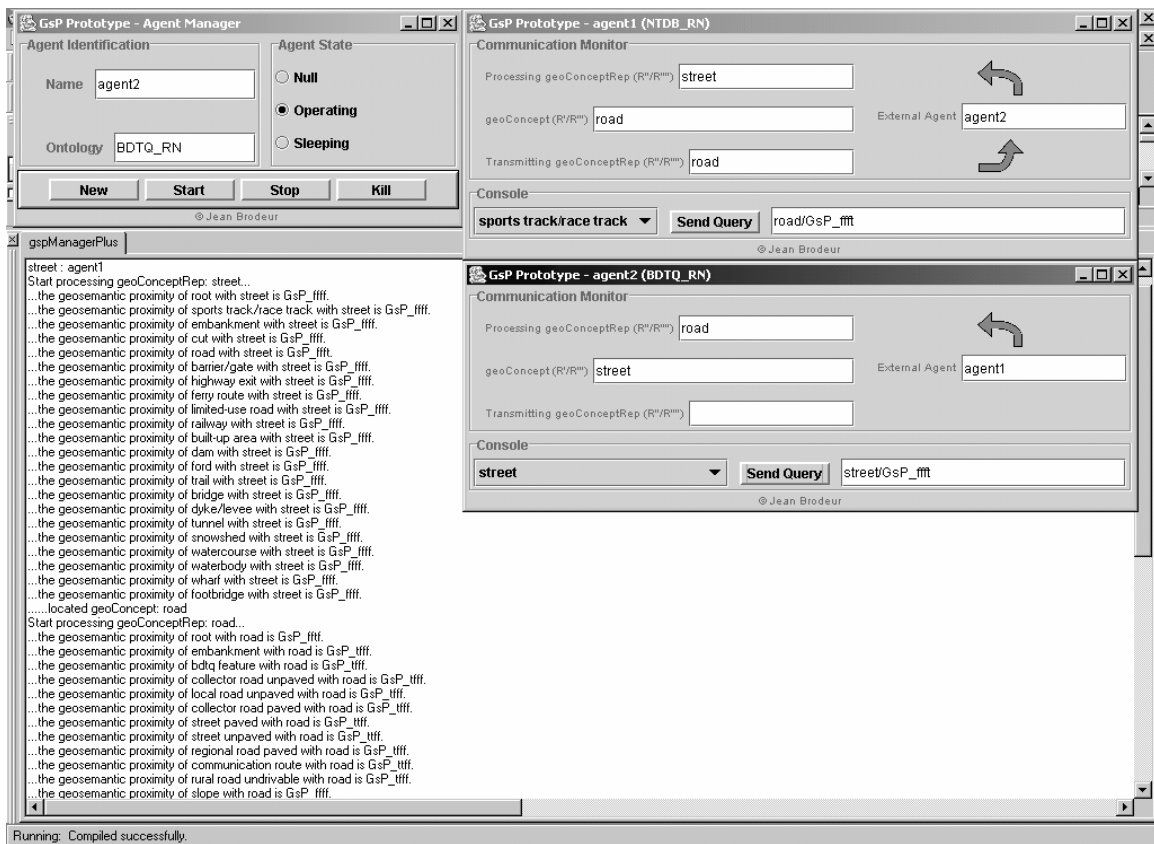 GsP Prototype - Agent Manager
Agent Identification
Agent State
Name agent2
Null
Operating
Ontology BDTQ_RN
Sleeping
New Start Stop Kill
© Jean Brodeur
GsP Prototype - agent1 (NTDB_RN)
Communication Monitor
Processing geoConceptRep (R"/R"") street
geoConcept (R'/R"') road
External Agent agent2
Transmitting geoConceptRep (R"/R"") road
Console
sports track/race track Send Query road/GsP_ffft
© Jean Brodeur
GsP Prototype - agent2 (BDTQ_RN)
Communication Monitor
Processing geoConceptRep (R"/R"") road
geoConcept (R'/R"') street
External Agent agent1
Transmitting geoConceptRep (R"/R"")
Console
street Send Query street/GsP_ffft
© Jean Brodeur
gspManagerPlus
street : agent1
Start processing geoConceptRep: street...
...the geosemantic proximity of root with street is GsP_ffff.
...the geosemantic proximity of sports track/race track with street is GsP_ffff.
...the geosemantic proximity of embankment with street is GsP_ffff.
...the geosemantic proximity of cut with street is GsP_ffff.
...the geosemantic proximity of road with street is GsP_ffft.
...the geosemantic proximity of barrier/gate with street is GsP_ffff.
...the geosemantic proximity of highway exit with street is GsP_ffff.
...the geosemantic proximity of ferry route with street is GsP_ffff.
...the geosemantic proximity of limited-use road with street is GsP_ffff.
...the geosemantic proximity of railway with street is GsP_ffff.
...the geosemantic proximity of built-up area with street is GsP_ffff.
...the geosemantic proximity of dam with street is GsP_ffff.
...the geosemantic proximity of ford with street is GsP_ffff.
...the geosemantic proximity of trail with street is GsP_ffff.
...the geosemantic proximity of bridge with street is GsP_ffff.
...the geosemantic proximity of dyke/levee with street is GsP_ffff.
...the geosemantic proximity of tunnel with street is GsP_ffff.
...the geosemantic proximity of snowshed with street is GsP_ffff.
...the geosemantic proximity of watercourse with street is GsP_ffff.
...the geosemantic proximity of waterbody with street is GsP_ffff.
...the geosemantic proximity of wharf with street is GsP_ffff.
...the geosemantic proximity of footbridge with street is GsP_ffff.
......located geoConcept: road
Start processing geoConceptRep: road...
...the geosemantic proximity of root with road is GsP_fftf.
...the geosemantic proximity of embankment with road is GsP_tfff.
...the geosemantic proximity of bdtq feature with road is GsP_tfff.
...the geosemantic proximity of collector road unpaved with road is GsP_tfff.
...the geosemantic proximity of local road unpaved with road is GsP_tfff.
...the geosemantic proximity of collector road paved with road is GsP_tfff.
...the geosemantic proximity of street paved with road is GsP_ttff.
...the geosemantic proximity of street unpaved with road is GsP_ttff.
...the geosemantic proximity of regional road paved with road is GsP_tfff.
...the geosemantic proximity of communication route with road is GsP_tfff.
...the geosemantic proximity of rural road undrivable with road is GsP_tfff.
...the geosemantic proximity of slope with road is GsP_ffff.
Running: Compiled successfully.